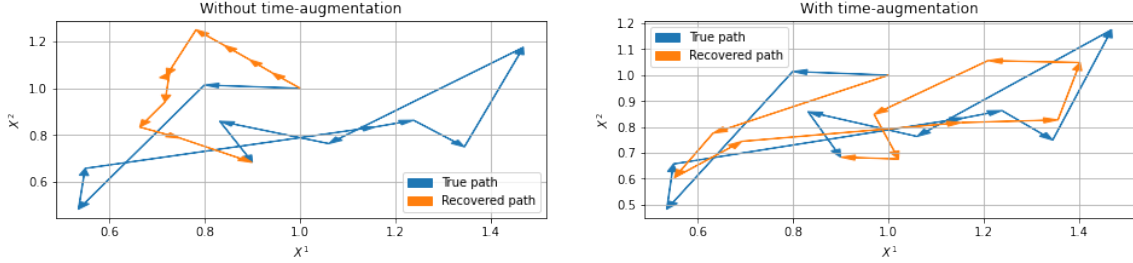 Without time-augmentation
1.2
1.0
0.8
0.6
X²
0.6
0.8
1.0
1.2
1.4
X¹
True path
Recovered path
With time-augmentation
1.2
1.1
1.0
0.9
0.8
0.7
0.6
0.5
X²
0.6
0.8
1.0
1.2
1.4
X¹
True path
Recovered path